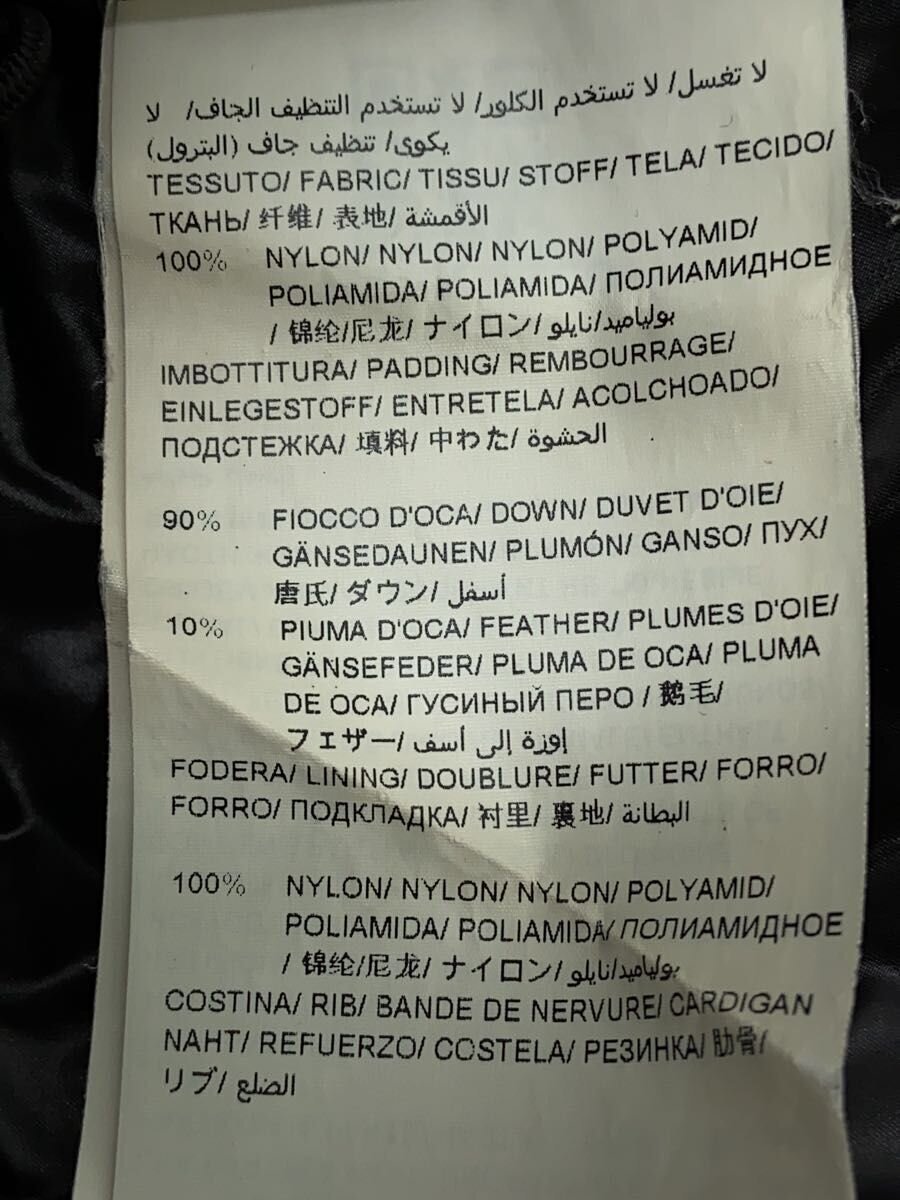 لا تغسل/ لا تستخدم الكلور/ لا تستخدم التنظيف الجاف/ لا
يكوى/ تنظيف جاف (البترول)
TESSUTO/ FABRIC/ TISSU/ STOFF/ TELA/ TECIDO/
ТКАНЬ/ 纤维/ 表地/ الأقمشة
100% NYLON/ NYLON/ NYLON/ POLYAMID/
POLIAMIDA/ POLIAMIDA/ ПОЛИАМИДНОЕ
/ 锦纶/尼龙/ ナイロン/ بولياميد/نايلو
IMBOTTITURA/ PADDING/ REMBOURRAGE/
EINLEGESTOFF/ ENTRETELA/ ACOLCHOADO/
ПОДСТЕЖКА/ 填料/ 中わた/ الحشوة
90% FIOCCO D'OCA/ DOWN/ DUVET D'OIE/
GÄNSEDAUNEN/ PLUMÓN/ GANSO/ ПУХ/
唐氏/ ダウン/ أسفل
10% PIUMA D'OCA/ FEATHER/ PLUMES D'OIE/
GÄNSEFEDER/ PLUMA DE OCA/ PLUMA
DE OCA/ ГУСИНЫЙ ПЕРО / 鹅毛/
フェザー/ إوزة إلى أسف
FODERA/ LINING/ DOUBLURE/ FUTTER/ FORRO/
FORRO/ ПОДКЛАДКА/ 衬里/ 裏地/ البطانة
100% NYLON/ NYLON/ NYLON/ POLYAMID/
POLIAMIDA/ POLIAMIDA/ ПОЛИАМИДНОЕ
/ 锦纶/尼龙/ ナイロン/ بولياميد/نايلو
COSTINA/ RIB/ BANDE DE NERVURE/ CARDIGAN
NAHT/ REFUERZO/ COSTELA/ РЕЗИНКА/ 肋骨/
リブ/ الضلع